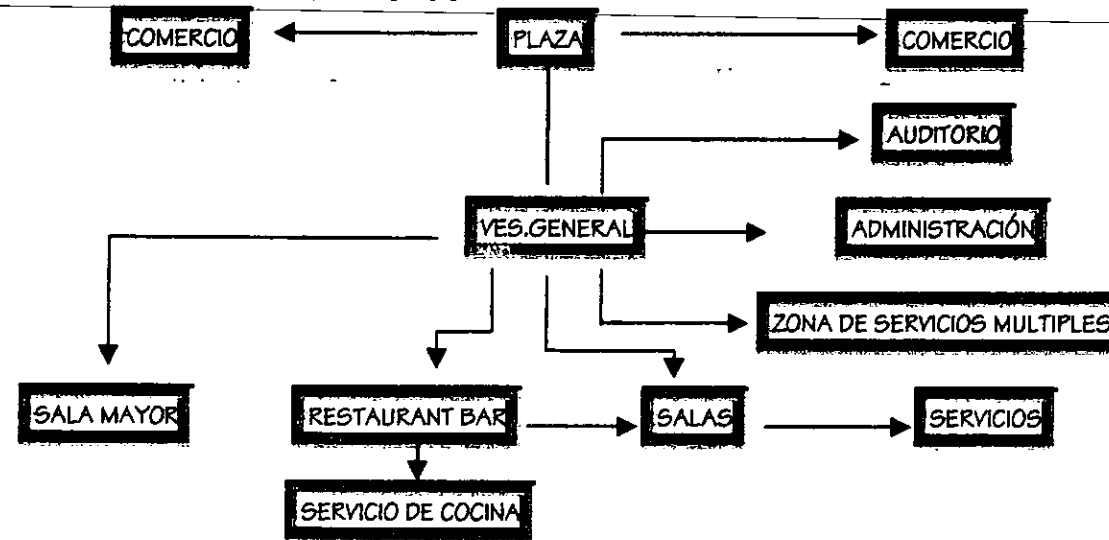 COMERCIO
PLAZA
COMERCIO
AUDITORIO
VES.GENERAL
ADMINISTRACIÓN
ZONA DE SERVICIOS MULTIPLES
SALA MAYOR
RESTAURANT BAR
SALAS
SERVICIOS
SERVICIO DE COCINA